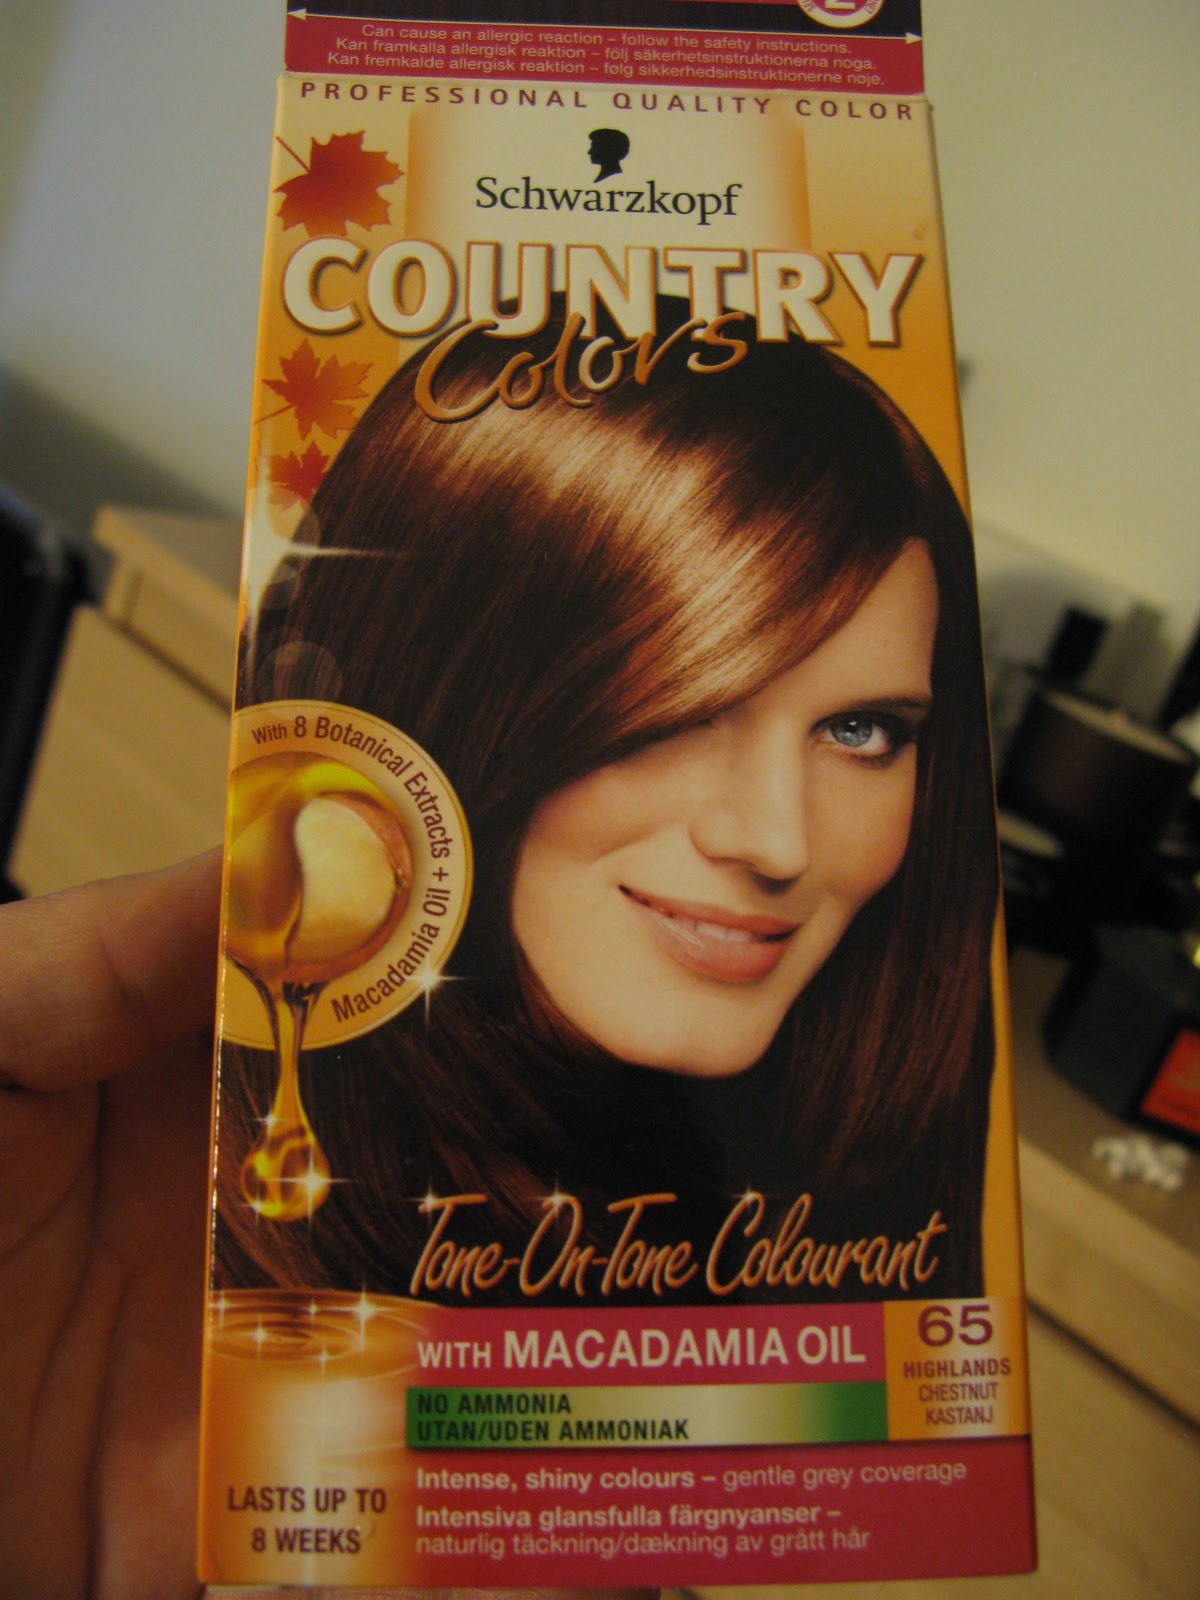 Can cause an allergic reaction – follow the safety instructions.
Kan framkalla allergisk reaktion – följ säkerhetsinstruktionerna noga.
Kan fremkalde allergisk reaktion – følg sikkerhedsinstruktionerne nøje.
PROFESSIONAL QUALITY COLOR
Schwarzkopf
COUNTRY
Colors
With 8 Botanical Extracts +
Macadamia Oil
Tone-On-Tone Colourant
WITH MACADAMIA OIL
65
HIGHLANDS
CHESTNUT
KASTANJ
NO AMMONIA
UTAN/UDEN AMMONIAK
Intense, shiny colours – gentle grey coverage
Intensiva glansfulla färgnyanser –
naturlig täckning/dækning av grått hår
LASTS UP TO
8 WEEKS